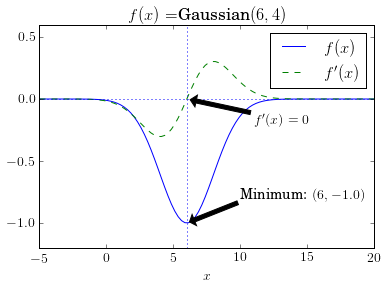 f(x) =Gaussian(6, 4)
0.5
f(x)
f′(x)
0.0
f′(x) = 0
−0.5
Minimum: (6, −1.0)
−1.0
−5
0
5
10
15
20
x